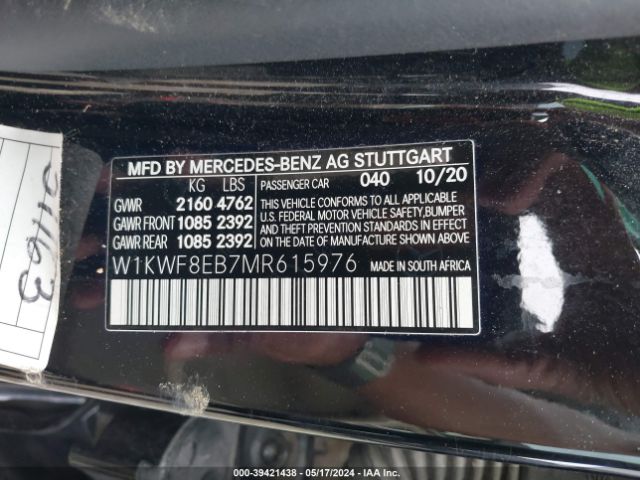 MFD BY MERCEDES-BENZ AG STUTTGART
KG LBS PASSENGER CAR 040 10/20
GVWR 2160 4762
GAWR FRONT 1085 2392
GAWR REAR 1085 2392
THIS VEHICLE CONFORMS TO ALL APPLICABLE
U.S. FEDERAL MOTOR VEHICLE SAFETY, BUMPER
AND THEFT PREVENTION STANDARDS IN EFFECT
ON THE DATE OF MANUFACTURE SHOWN ABOVE
W1KWF8EB7MR615976 MADE IN SOUTH AFRICA
000-39421438 - 05/17/2024 - IAA Inc.